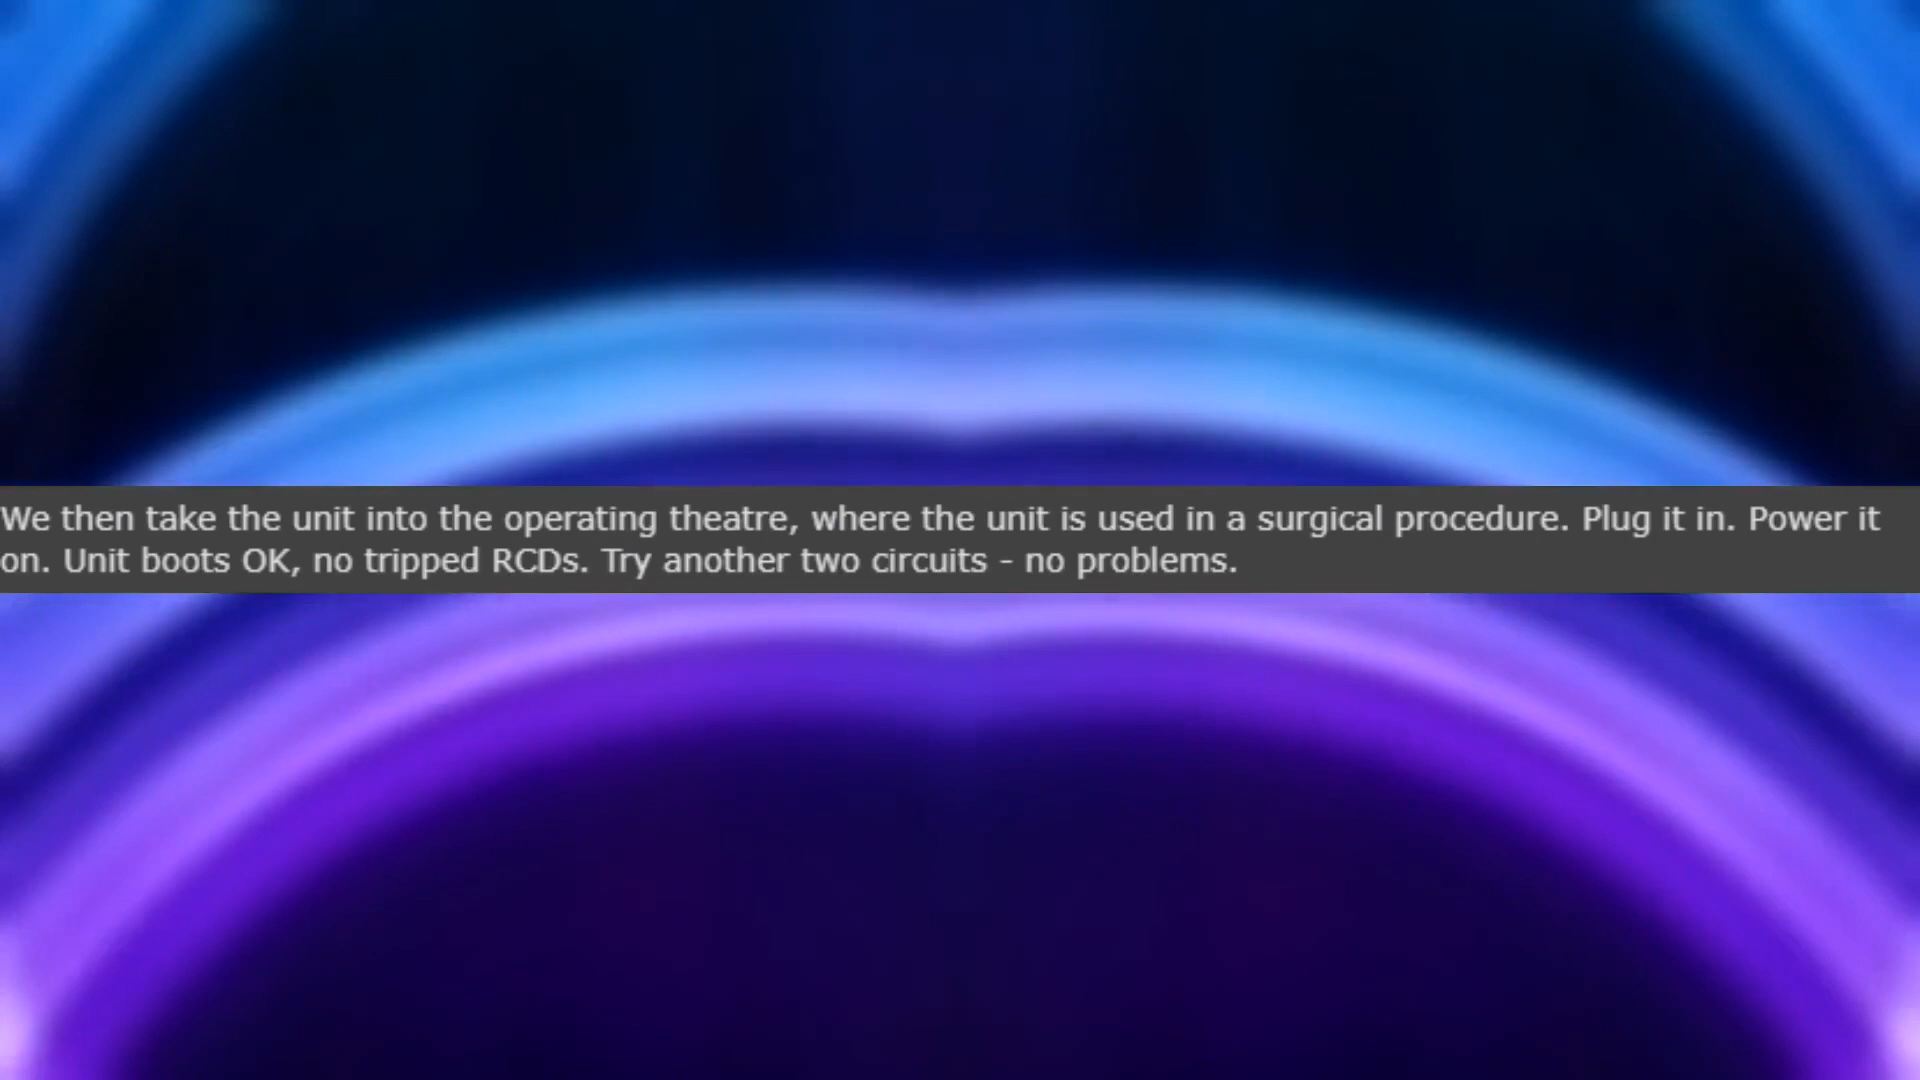 We then take the unit into the operating theatre, where the unit is used in a surgical procedure. Plug it in. Power it
on. Unit boots OK, no tripped RCDs. Try another two circuits - no problems.